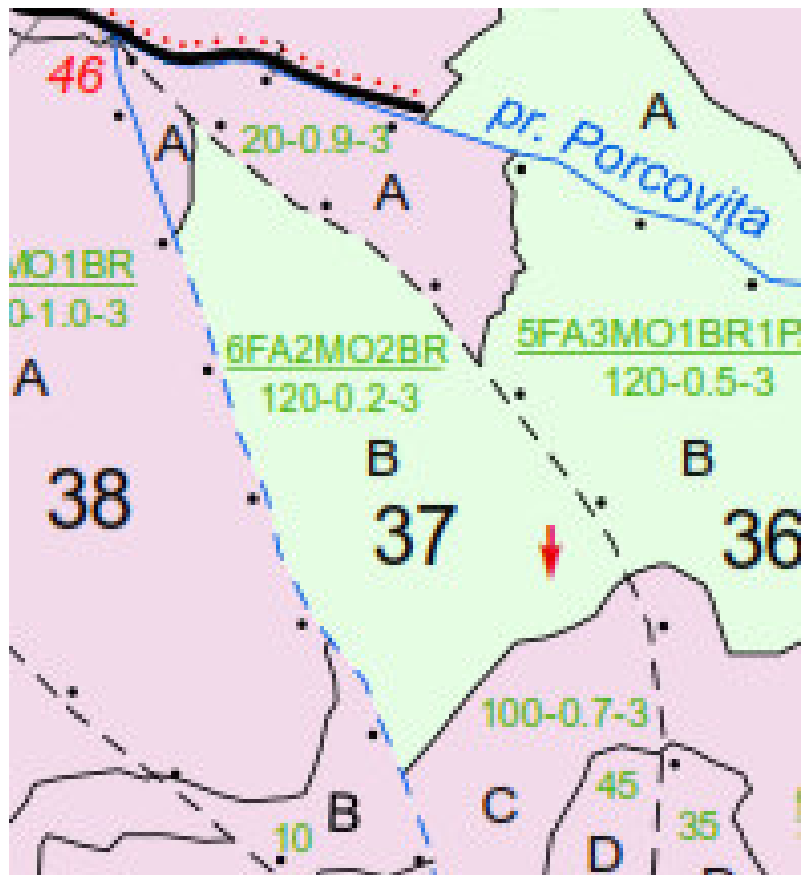 46
A
20-0.9-3
A
A
pr. Porcovița
MO1BR
0-1.0-3
A
6FA2MO2BR
120-0.2-3
5FA3MO1BR1P
120-0.5-3
B
B
38
37
36
100-0.7-3
45
B
C
10
35
D